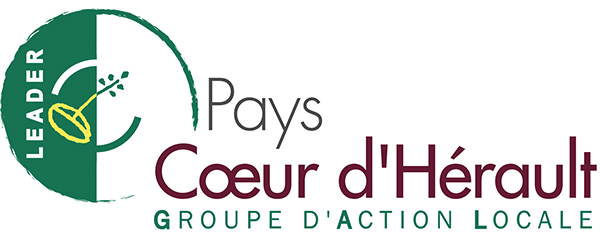 LEADER
Pays
Cœur d'Hérault
GROUPE D'ACTION LOCALE